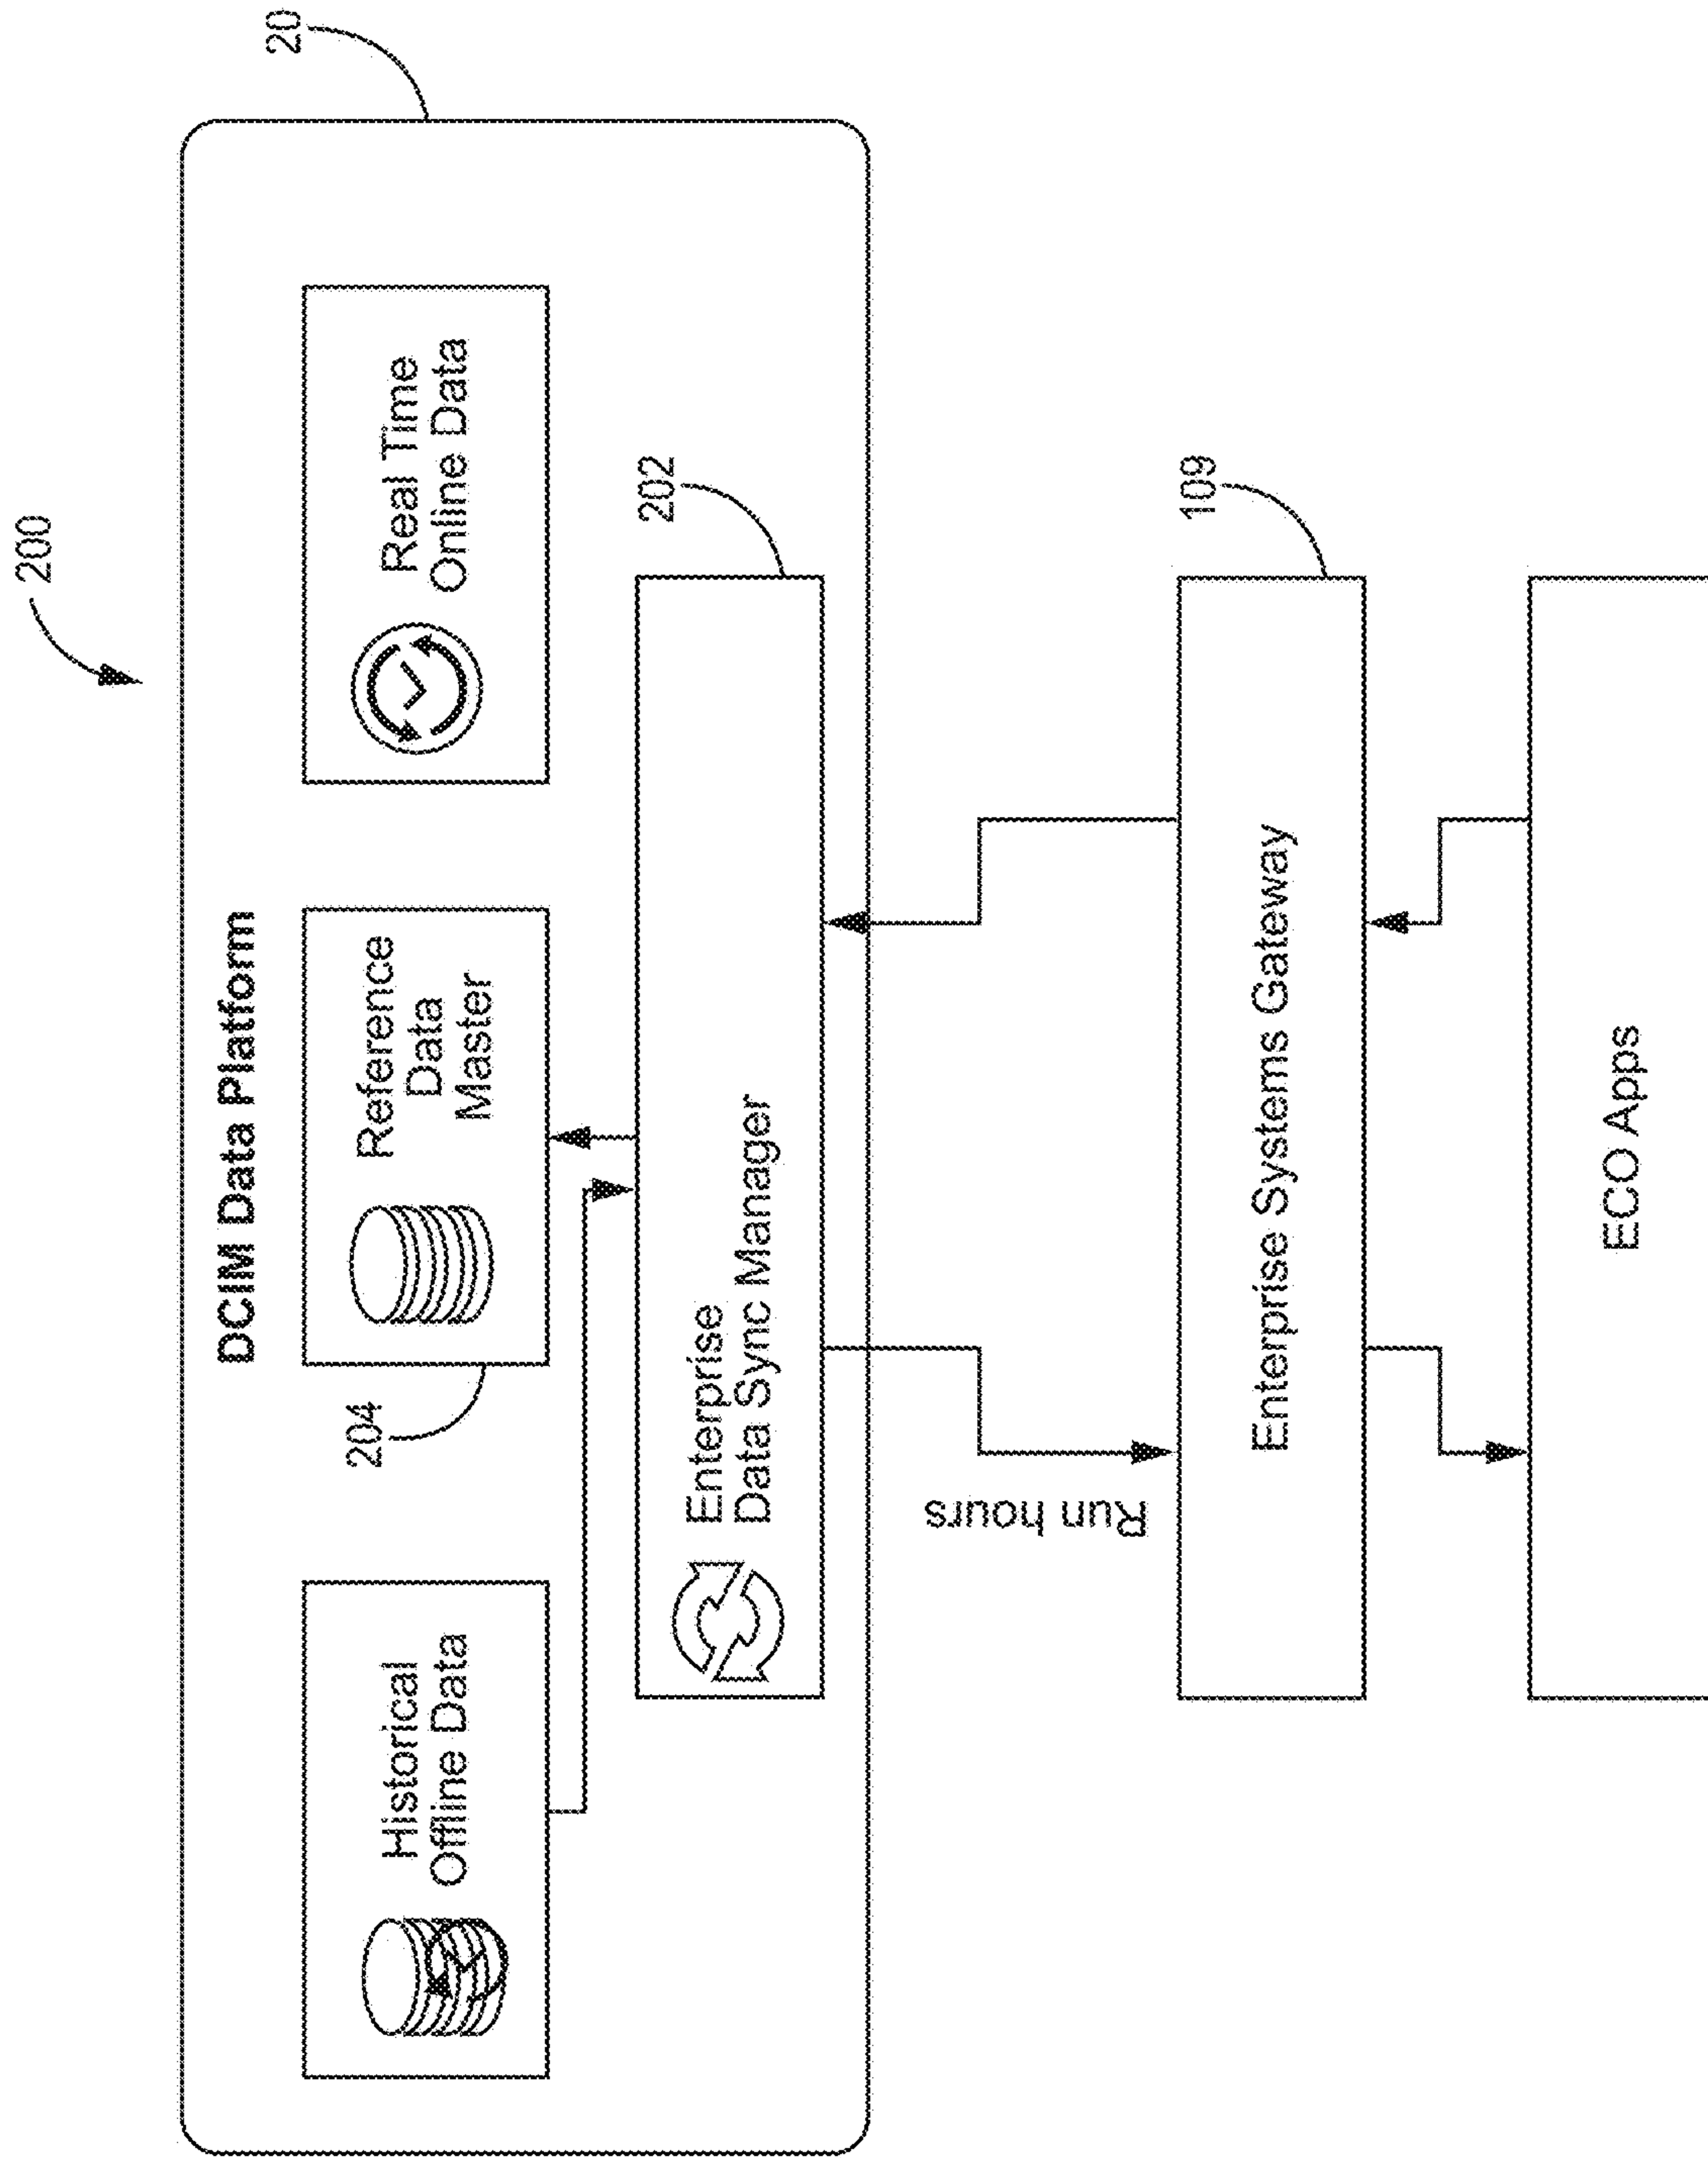 200
20
DCIM Data Platform
Historical
Offline Data
204
Reference
Data
Master
Real Time
Online Data
Enterprise
Data Sync Manager
202
Run hours
109
Enterprise Systems Gateway
ECO Apps